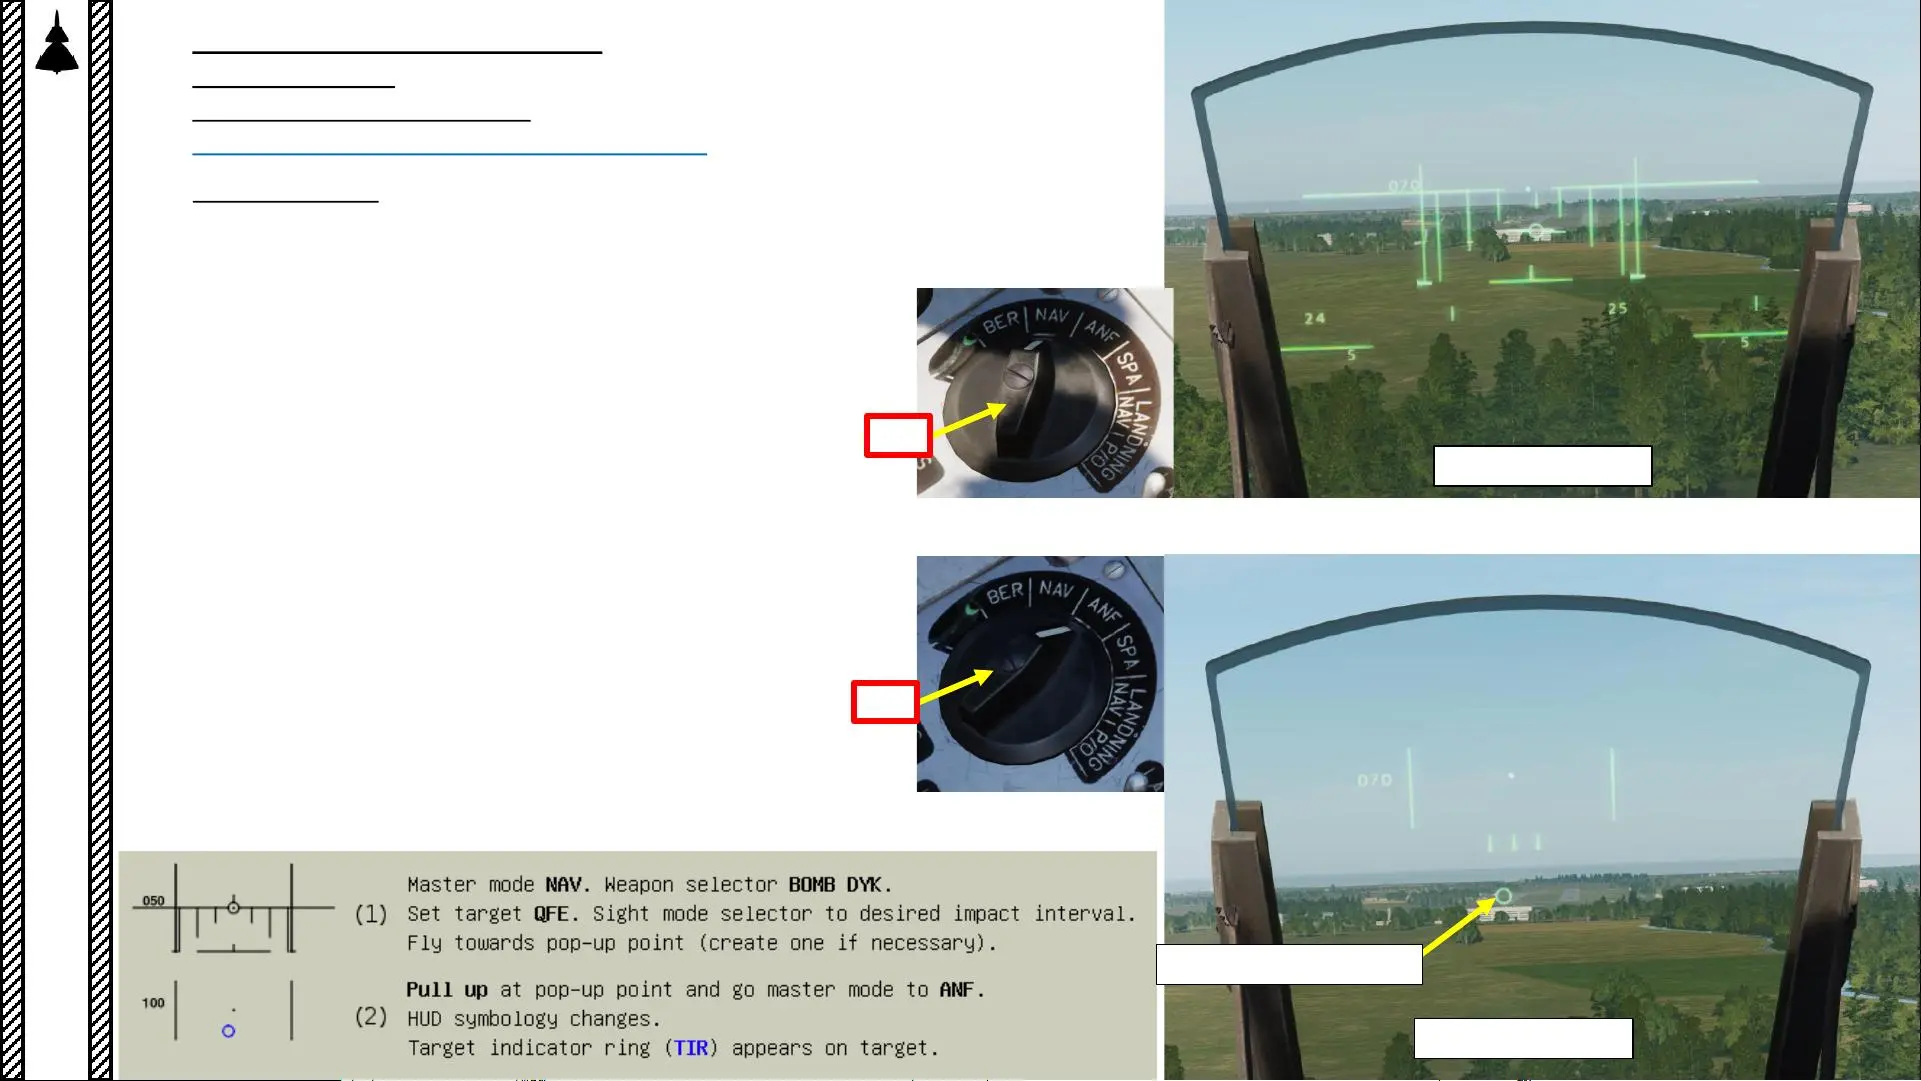 070
24
25
5
5
BER NAV ANF SPA LANDNING NAV P/O
BER NAV ANF SPA LANDNING NAV P/O
070
050
Master mode NAV. Weapon selector BOMB DYK.
(1) Set target QFE. Sight mode selector to desired impact interval.
Fly towards pop-up point (create one if necessary).
100
Pull up at pop-up point and go master mode to ANF.
(2) HUD symbology changes.
Target indicator ring (TIR) appears on target.